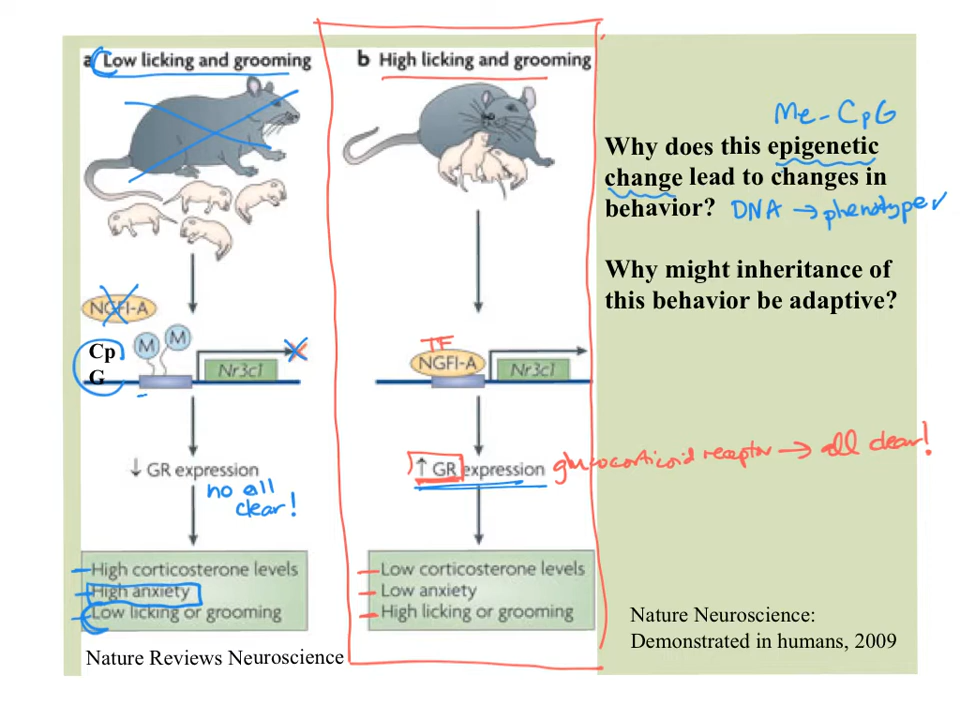 a Low licking and grooming
b High licking and grooming
Me-CpG
Why does this epigenetic
change lead to changes in
behavior? DNA → phenotype
Why might inheritance of
this behavior be adaptive?
NGFI-A
M
M
Cp
G
Nr3c1
TF
NGFI-A
Nr3c1
↓ GR expression
no all
clear!
↑ GR expression
glucocorticoid receptor → all clear!
High corticosterone levels
High anxiety
Low licking or grooming
Low corticosterone levels
Low anxiety
High licking or grooming
Nature Reviews Neuroscience
Nature Neuroscience:
Demonstrated in humans, 2009